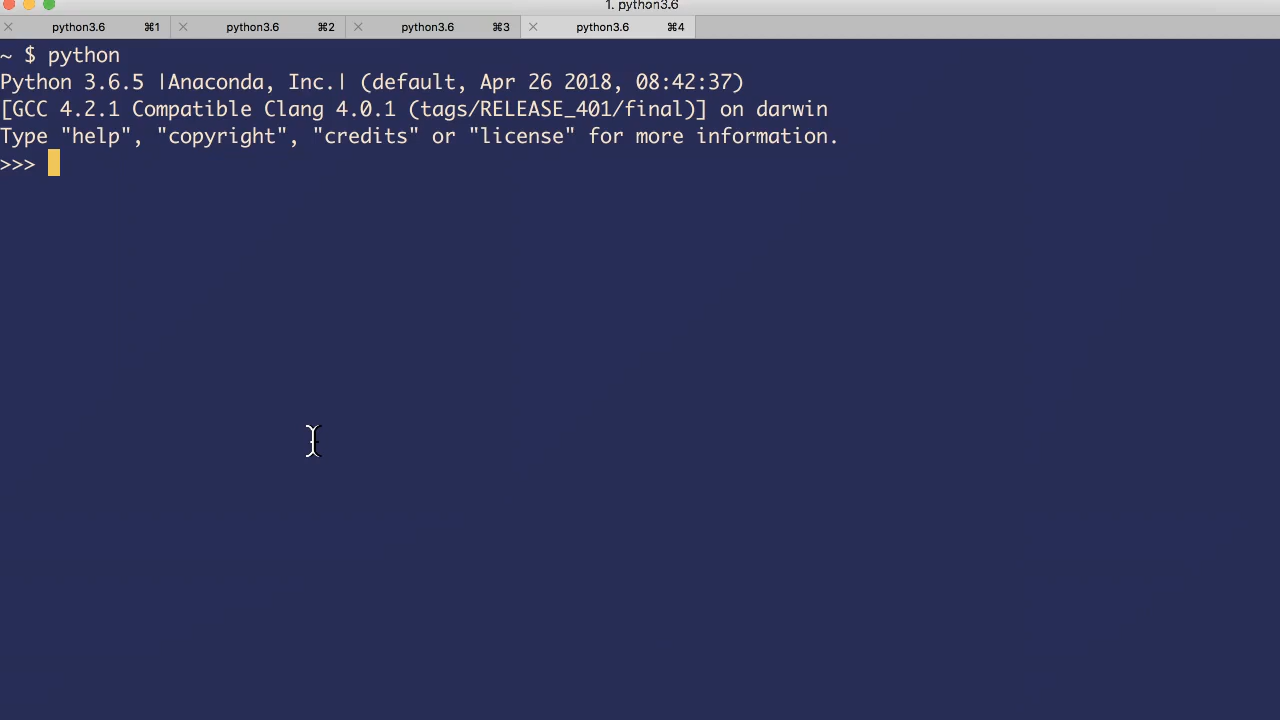 1. python3.6
python3.6 ⌘1 python3.6 ⌘2 python3.6 ⌘3 python3.6 ⌘4
~ $ python
Python 3.6.5 |Anaconda, Inc.| (default, Apr 26 2018, 08:42:37)
[GCC 4.2.1 Compatible Clang 4.0.1 (tags/RELEASE_401/final)] on darwin
Type "help", "copyright", "credits" or "license" for more information.
>>>